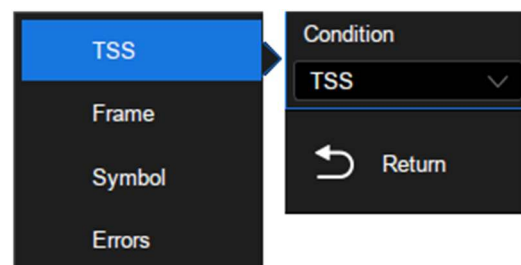 TSS
Frame
Symbol
Errors
Condition
TSS
Return